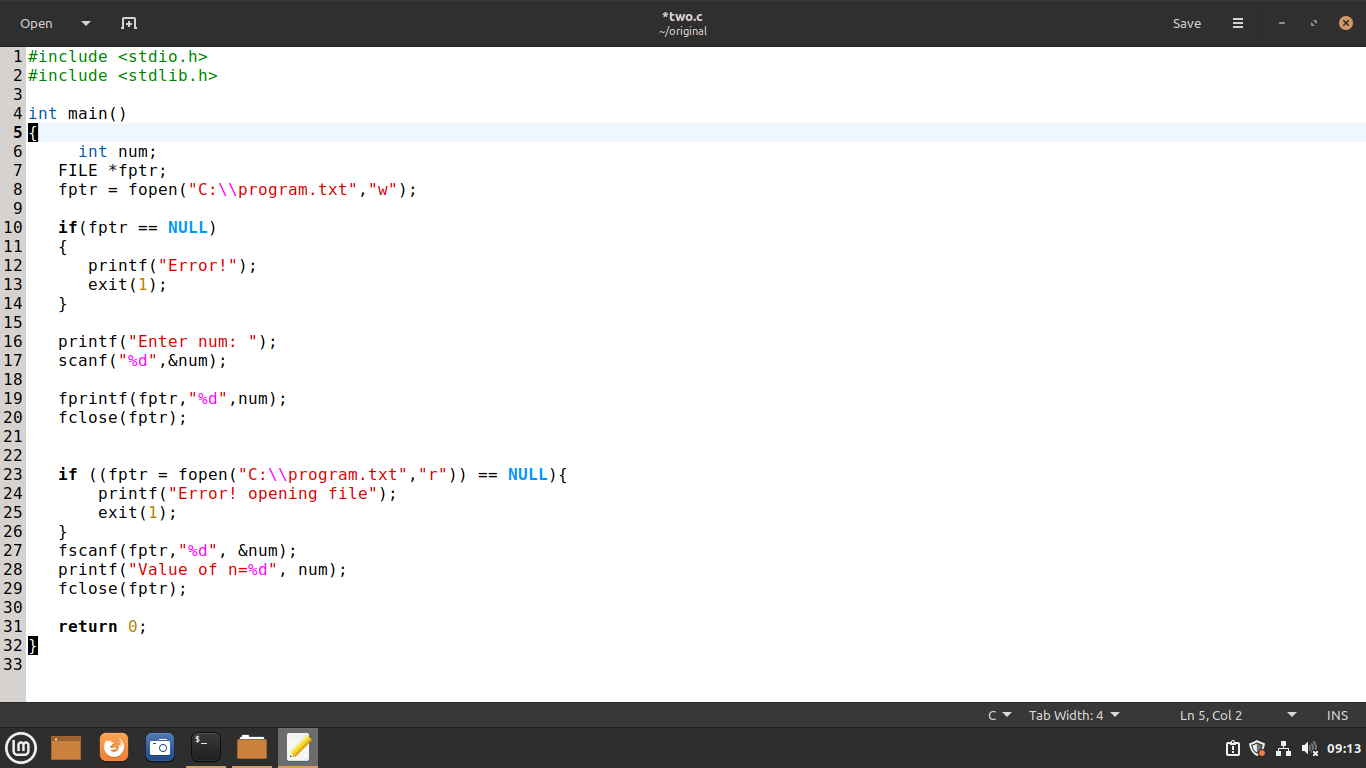 Open
*two.c
~/original
Save
1 #include <stdio.h>
2 #include <stdlib.h>
3
4 int main()
5 {
6      int num;
7    FILE *fptr;
8    fptr = fopen("C:\\program.txt","w");
9
10    if(fptr == NULL)
11    {
12       printf("Error!");
13       exit(1);
14    }
15
16    printf("Enter num: ");
17    scanf("%d",&num);
18
19    fprintf(fptr,"%d",num);
20    fclose(fptr);
21
22
23    if ((fptr = fopen("C:\\program.txt","r")) == NULL){
24        printf("Error! opening file");
25        exit(1);
26    }
27    fscanf(fptr,"%d", &num);
28    printf("Value of n=%d", num);
29    fclose(fptr);
30
31    return 0;
32 }
33
C
Tab Width: 4
Ln 5, Col 2
INS
$_
09:13